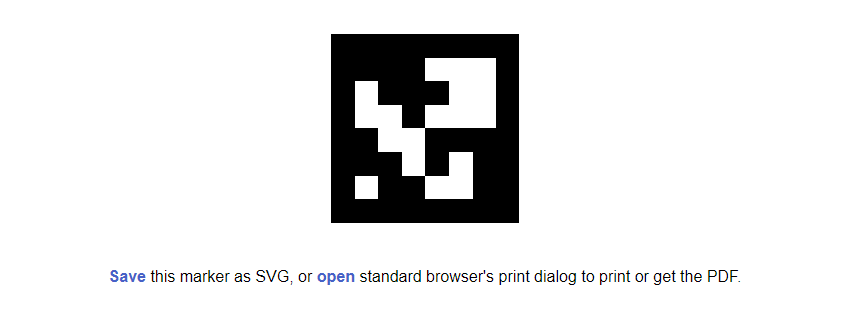 Save this marker as SVG, or open standard browser's print dialog to print or get the PDF.